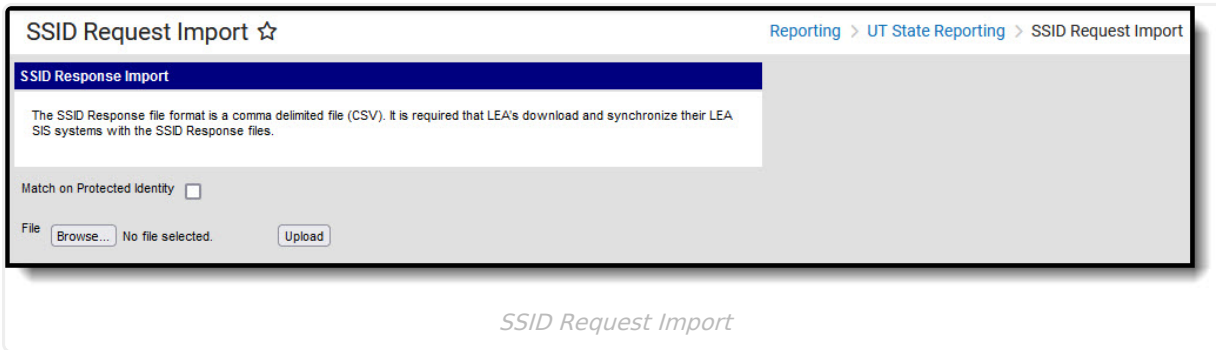 SSID Request Import ☆
Reporting > UT State Reporting > SSID Request Import
SSID Response Import
The SSID Response file format is a comma delimited file (CSV). It is required that LEA's download and synchronize their LEA
SIS systems with the SSID Response files.
Match on Protected Identity
File Browse... No file selected. Upload
SSID Request Import